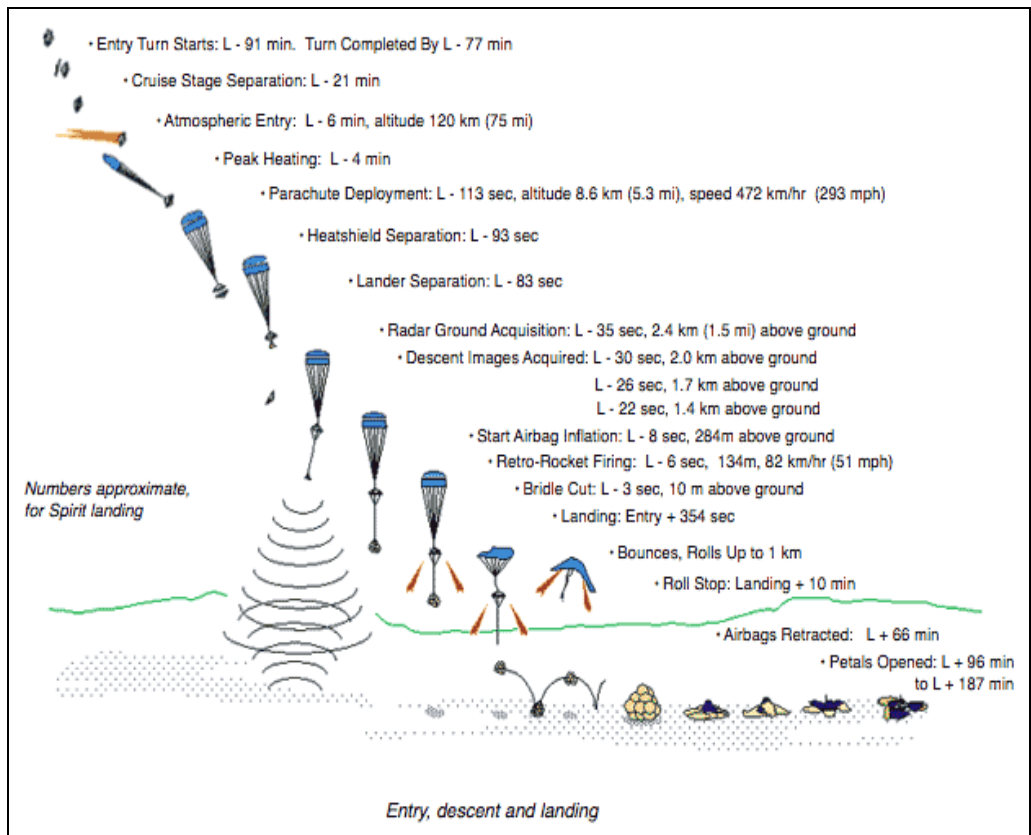 • Entry Turn Starts: L - 91 min. Turn Completed By L - 77 min
• Cruise Stage Separation: L - 21 min
• Atmospheric Entry: L - 6 min, altitude 120 km (75 mi)
• Peak Heating: L - 4 min
• Parachute Deployment: L - 113 sec, altitude 8.6 km (5.3 mi), speed 472 km/hr (293 mph)
• Heatshield Separation: L - 93 sec
• Lander Separation: L - 83 sec
• Radar Ground Acquisition: L - 35 sec, 2.4 km (1.5 mi) above ground
• Descent Images Acquired: L - 30 sec, 2.0 km above ground
L - 26 sec, 1.7 km above ground
L - 22 sec, 1.4 km above ground
• Start Airbag Inflation: L - 8 sec, 284m above ground
• Retro-Rocket Firing: L - 6 sec, 134m, 82 km/hr (51 mph)
• Bridle Cut: L - 3 sec, 10 m above ground
• Landing: Entry + 354 sec
• Bounces, Rolls Up to 1 km
• Roll Stop: Landing + 10 min
• Airbags Retracted: L + 66 min
• Petals Opened: L + 96 min
to L + 187 min
Numbers approximate,
for Spirit landing
Entry, descent and landing